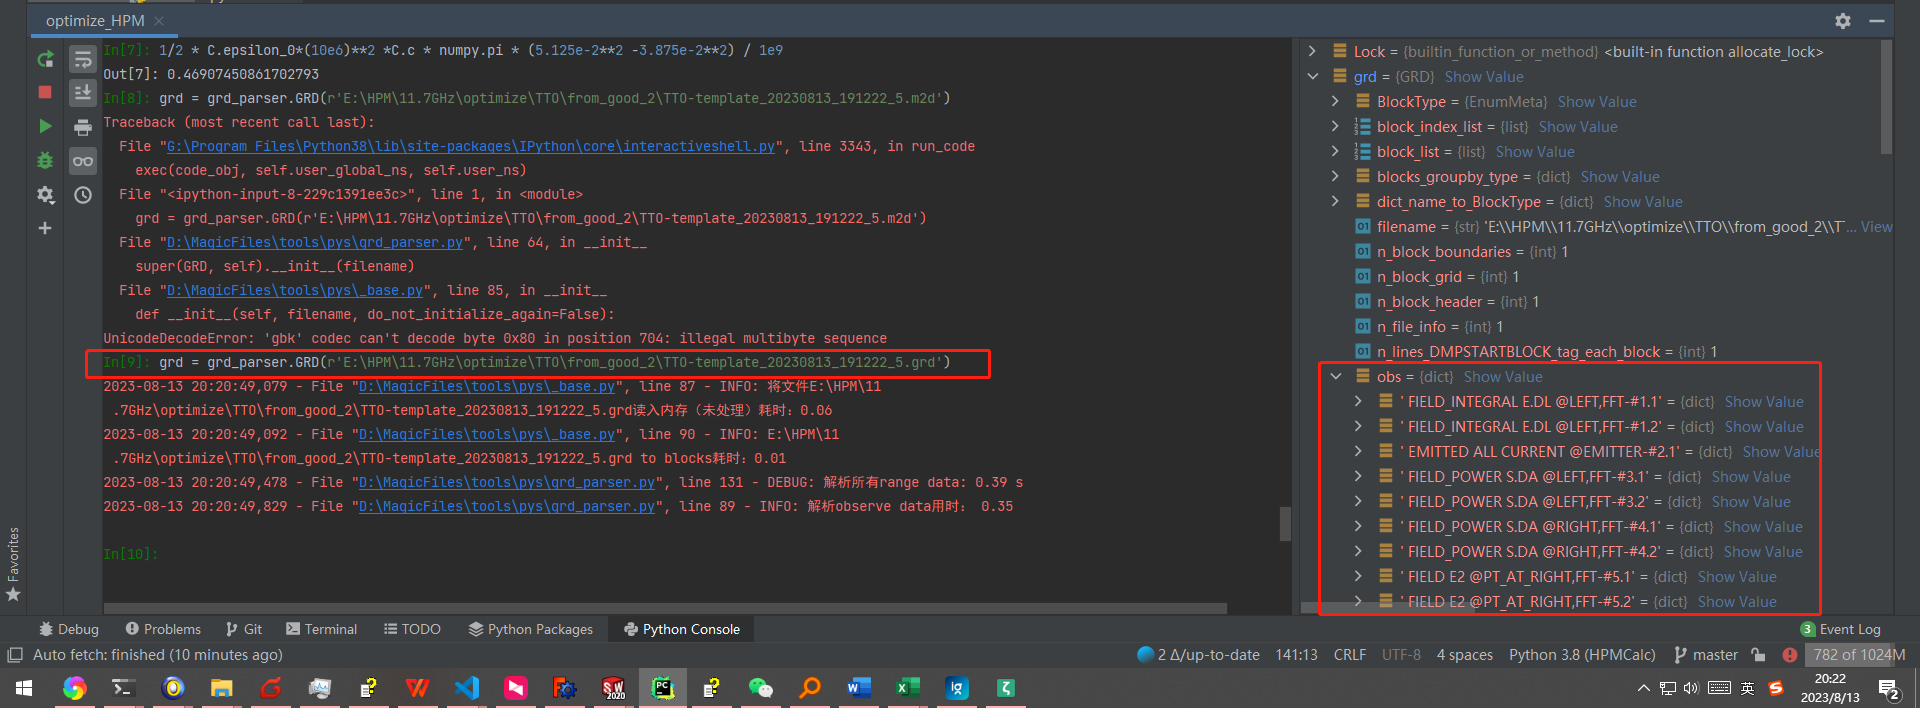 optimize_HPM
In[7]: 1/2 * C.epsilon_0*(10e6)**2 *C.c * numpy.pi * (5.125e-2**2 -3.875e-2**2) / 1e9
Out[7]: 0.46907450861702793
In[8]: grd = grd_parser.GRD(r'E:\HPM\11.7GHz\optimize\TTO\from_good_2\TTO-template_20230813_191222_5.m2d')
Traceback (most recent call last):
File "G:\Program Files\Python38\lib\site-packages\IPython\core\interactiveshell.py", line 3343, in run_code
exec(code_obj, self.user_global_ns, self.user_ns)
File "<ipython-input-8-229c1391ee3c>", line 1, in <module>
grd = grd_parser.GRD(r'E:\HPM\11.7GHz\optimize\TTO\from_good_2\TTO-template_20230813_191222_5.m2d')
File "D:\MagicFiles\tools\pys\grd_parser.py", line 64, in __init__
super(GRD, self).__init__(filename)
File "D:\MagicFiles\tools\pys\_base.py", line 85, in __init__
def __init__(self, filename, do_not_initialize_again=False):
UnicodeDecodeError: 'gbk' codec can't decode byte 0x80 in position 704: illegal multibyte sequence
In[9]: grd = grd_parser.GRD(r'E:\HPM\11.7GHz\optimize\TTO\from_good_2\TTO-template_20230813_191222_5.grd')
2023-08-13 20:20:49,079 - File "D:\MagicFiles\tools\pys\_base.py", line 87 - INFO: 将文件E:\HPM\11
.7GHz\optimize\TTO\from_good_2\TTO-template_20230813_191222_5.grd读入内存（未处理）耗时：0.06
2023-08-13 20:20:49,092 - File "D:\MagicFiles\tools\pys\_base.py", line 90 - INFO: E:\HPM\11
.7GHz\optimize\TTO\from_good_2\TTO-template_20230813_191222_5.grd to blocks耗时：0.01
2023-08-13 20:20:49,478 - File "D:\MagicFiles\tools\pys\grd_parser.py", line 131 - DEBUG: 解析所有range data: 0.39 s
2023-08-13 20:20:49,829 - File "D:\MagicFiles\tools\pys\grd_parser.py", line 89 - INFO: 解析observe data用时： 0.35
In[10]:
Lock = {builtin_function_or_method} <built-in function allocate_lock>
grd = {GRD} Show Value
BlockType = {EnumMeta} Show Value
block_index_list = {list} Show Value
block_list = {list} Show Value
blocks_groupby_type = {dict} Show Value
dict_name_to_BlockType = {dict} Show Value
filename = {str} 'E:\\HPM\\11.7GHz\\optimize\\TTO\\from_good_2\\T'... View
n_block_boundaries = {int} 1
n_block_grid = {int} 1
n_block_header = {int} 1
n_file_info = {int} 1
n_lines_DMPSTARTBLOCK_tag_each_block = {int} 1
obs = {dict} Show Value
' FIELD_INTEGRAL E.DL @LEFT,FFT-#1.1' = {dict} Show Value
' FIELD_INTEGRAL E.DL @LEFT,FFT-#1.2' = {dict} Show Value
' EMITTED ALL CURRENT @EMITTER-#2.1' = {dict} Show Value
' FIELD_POWER S.DA @LEFT,FFT-#3.1' = {dict} Show Value
' FIELD_POWER S.DA @LEFT,FFT-#3.2' = {dict} Show Value
' FIELD_POWER S.DA @RIGHT,FFT-#4.1' = {dict} Show Value
' FIELD_POWER S.DA @RIGHT,FFT-#4.2' = {dict} Show Value
' FIELD E2 @PT_AT_RIGHT,FFT-#5.1' = {dict} Show Value
' FIELD E2 @PT_AT_RIGHT,FFT-#5.2' = {dict} Show Value
Favorites
Debug Problems Git Terminal TODO Python Packages Python Console 3 Event Log
Auto fetch: finished (10 minutes ago) 2 Δ/up-to-date 141:13 CRLF UTF-8 4 spaces Python 3.8 (HPMCalc) master 782 of 1024M
英 20:22
2023/8/13 2